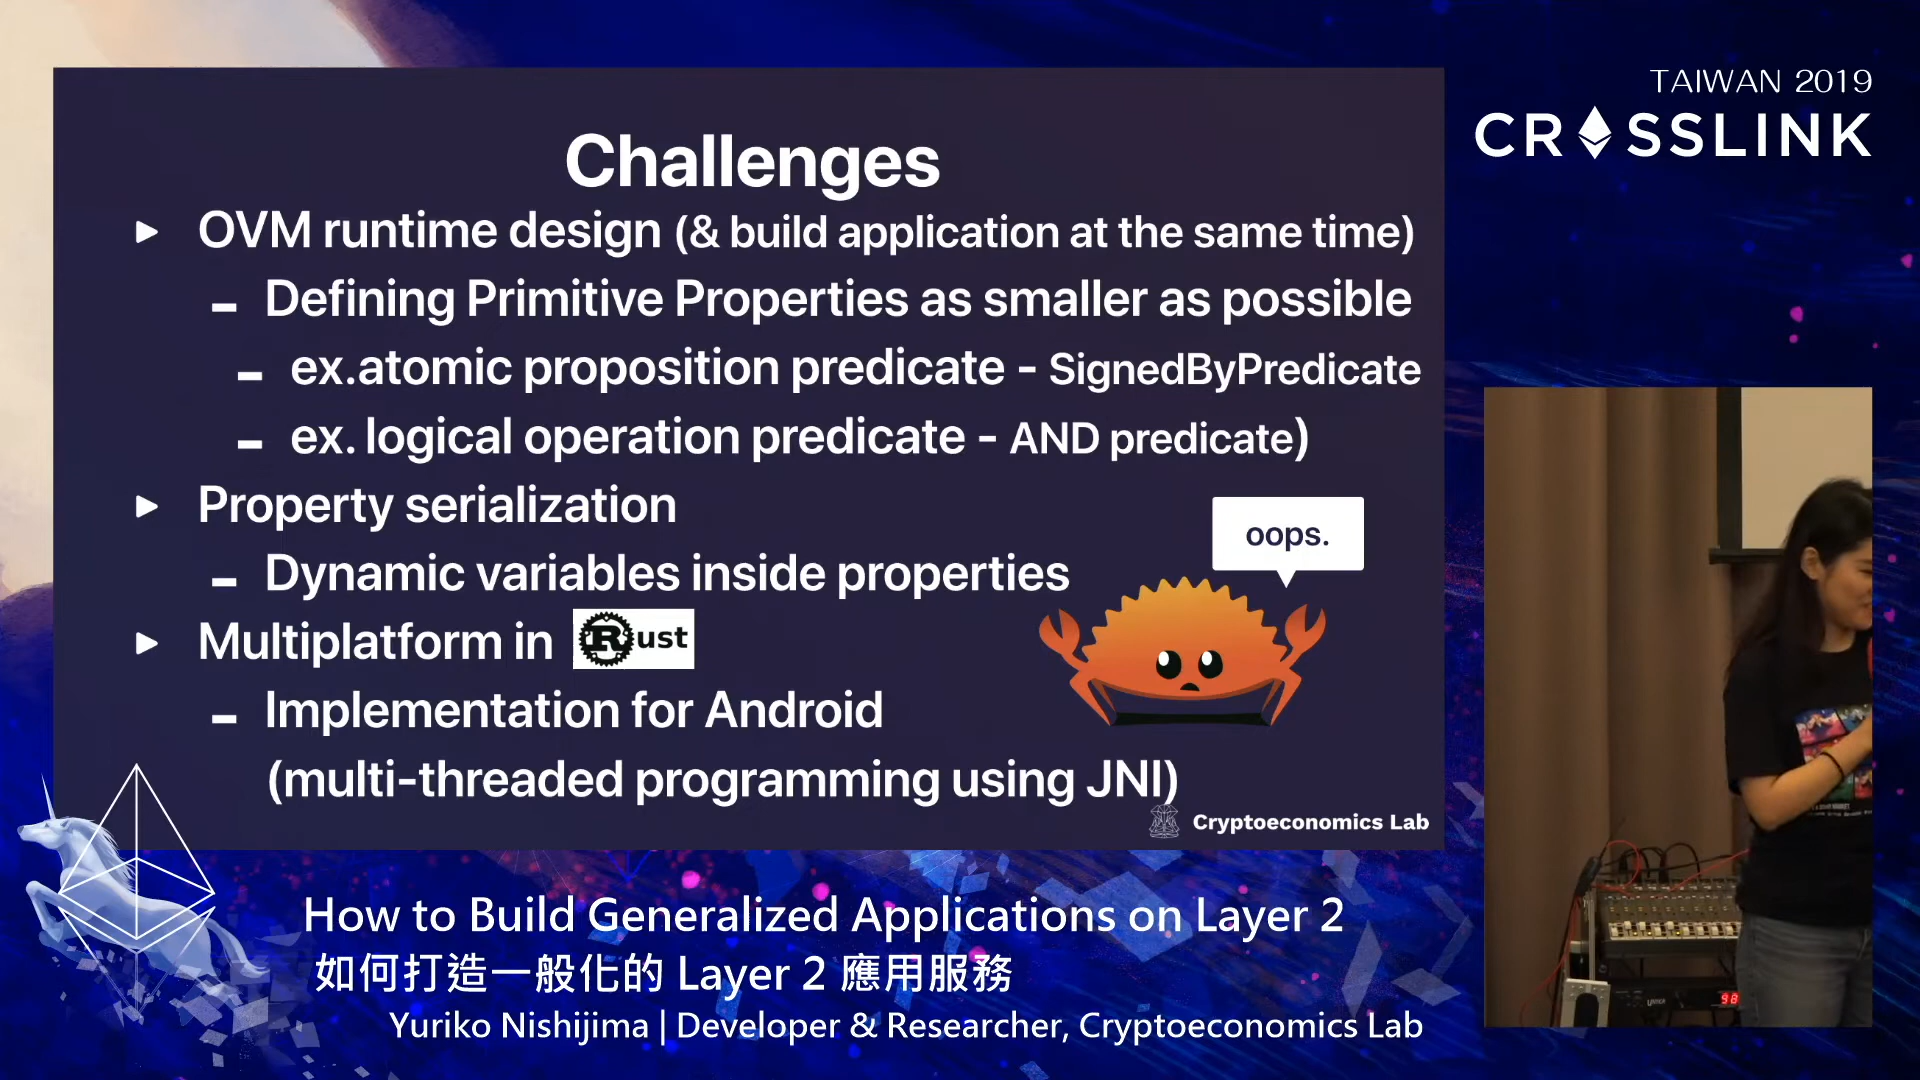 TAIWAN 2019
CROSSLINK
Challenges
OVM runtime design (& build application at the same time)
Defining Primitive Properties as smaller as possible
ex.atomic proposition predicate - SignedByPredicate
ex. logical operation predicate - AND predicate)
Property serialization
oops.
Dynamic variables inside properties
Multiplatform in Rust
Implementation for Android
(multi-threaded programming using JNI)
Cryptoeconomics Lab
How to Build Generalized Applications on Layer 2
如何打造一般化的 Layer 2 應用服務
Yuriko Nishijima | Developer & Researcher, Cryptoeconomics Lab
98